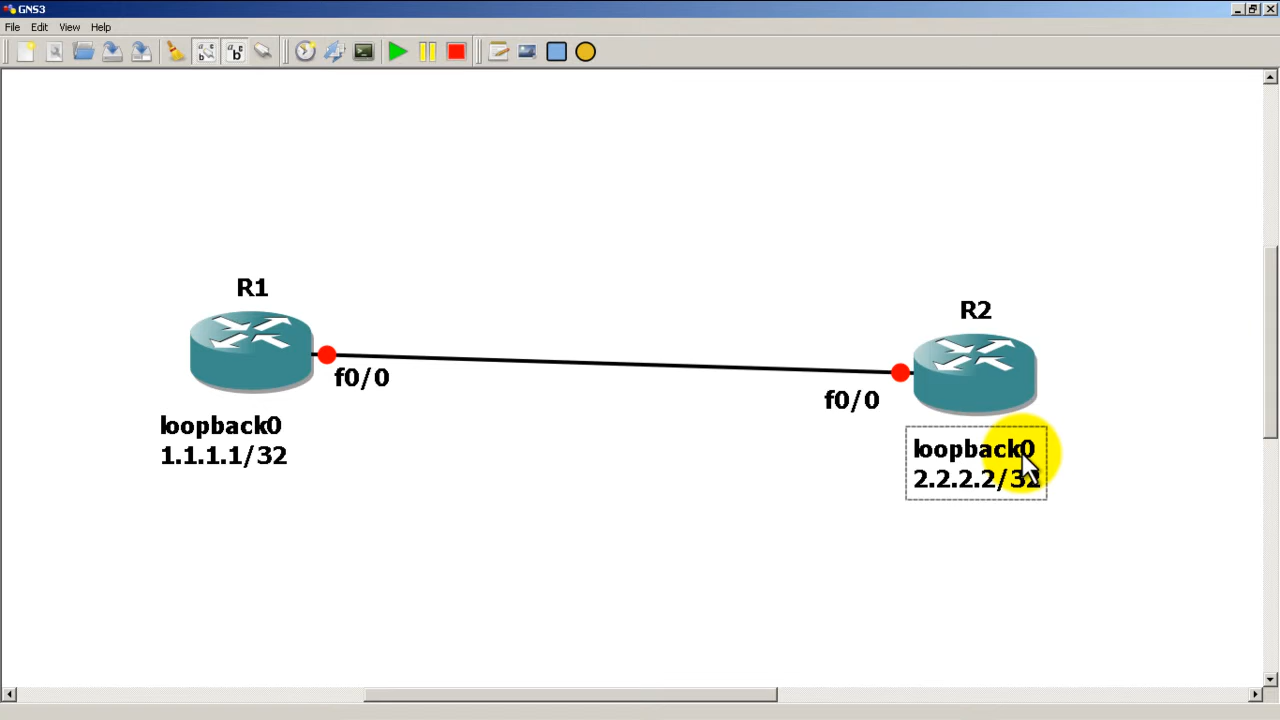 GNS3
File Edit View Help
R1
f0/0
loopback0
1.1.1.1/32
R2
f0/0
loopback0
2.2.2.2/32